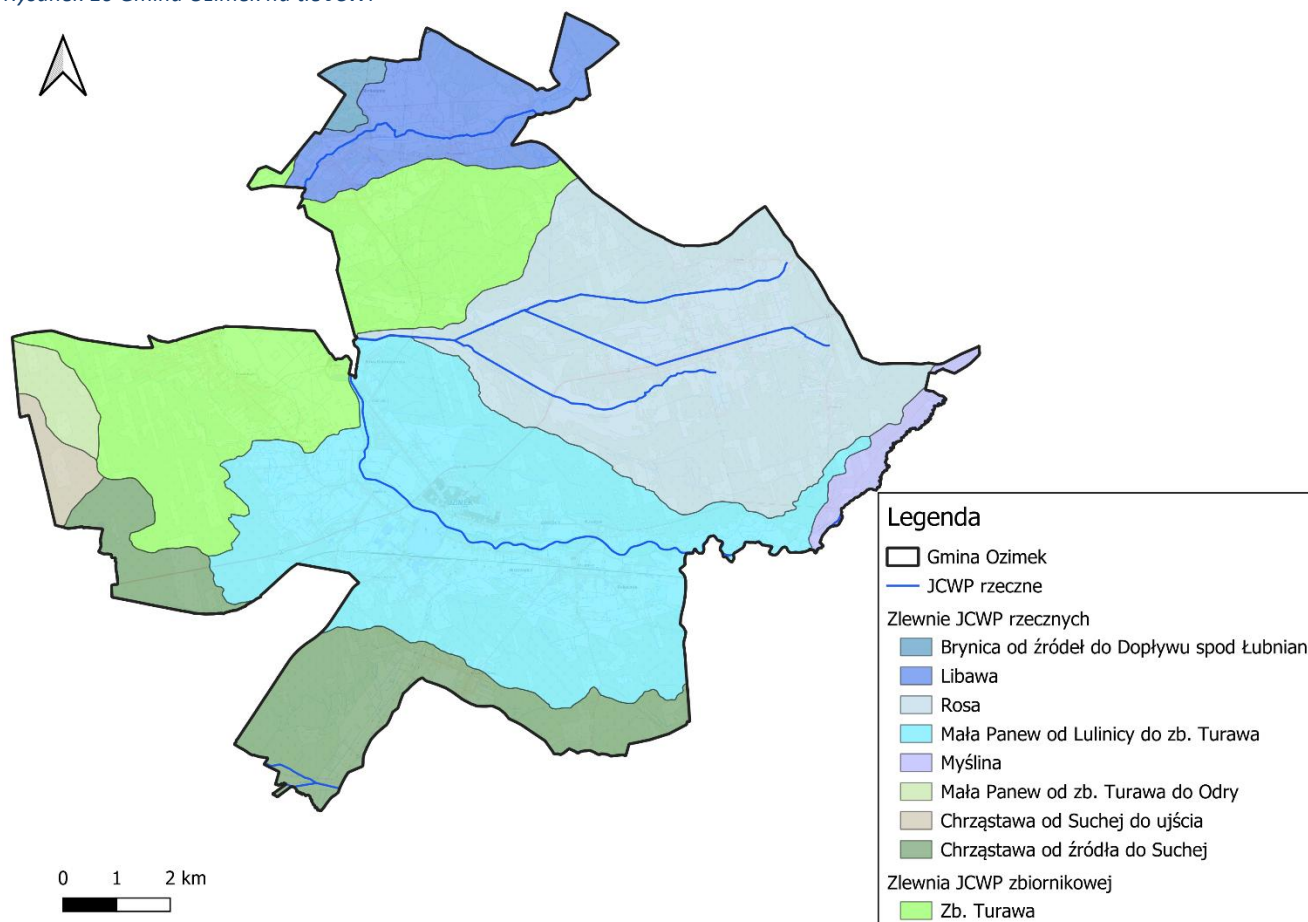 Legenda
Gmina Ozimek
JCWP rzeczne
Zlewnie JCWP rzecznych
Brynica od źródeł do Dopływu spod Łubnian
Libawa
Rosa
Mała Panew od Lulinicy do zb. Turawa
Myślina
Mała Panew od zb. Turawa do Odry
Chrząstawa od Suchej do ujścia
Chrząstawa od źródła do Suchej
Zlewnia JCWP zbiornikowej
Zb. Turawa
0 1 2 km